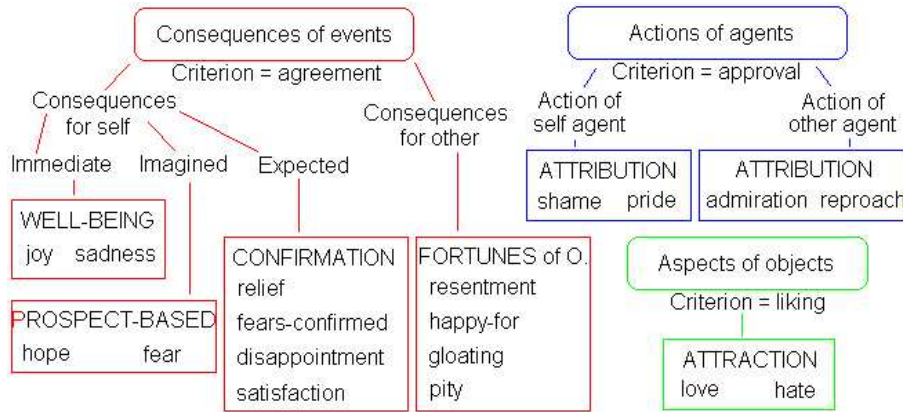 Consequences of events
Criterion = agreement
Consequences
for self
Consequences
for other
Immediate
Imagined
Expected
WELL-BEING
joy sadness
PROSPECT-BASED
hope fear
CONFIRMATION
relief
fears-confirmed
disappointment
satisfaction
FORTUNES of O.
resentment
happy-for
gloating
pity
Actions of agents
Criterion = approval
Action of
self agent
Action of
other agent
ATTRIBUTION
shame pride
ATTRIBUTION
admiration reproach
Aspects of objects
Criterion = liking
ATTRACTION
love hate